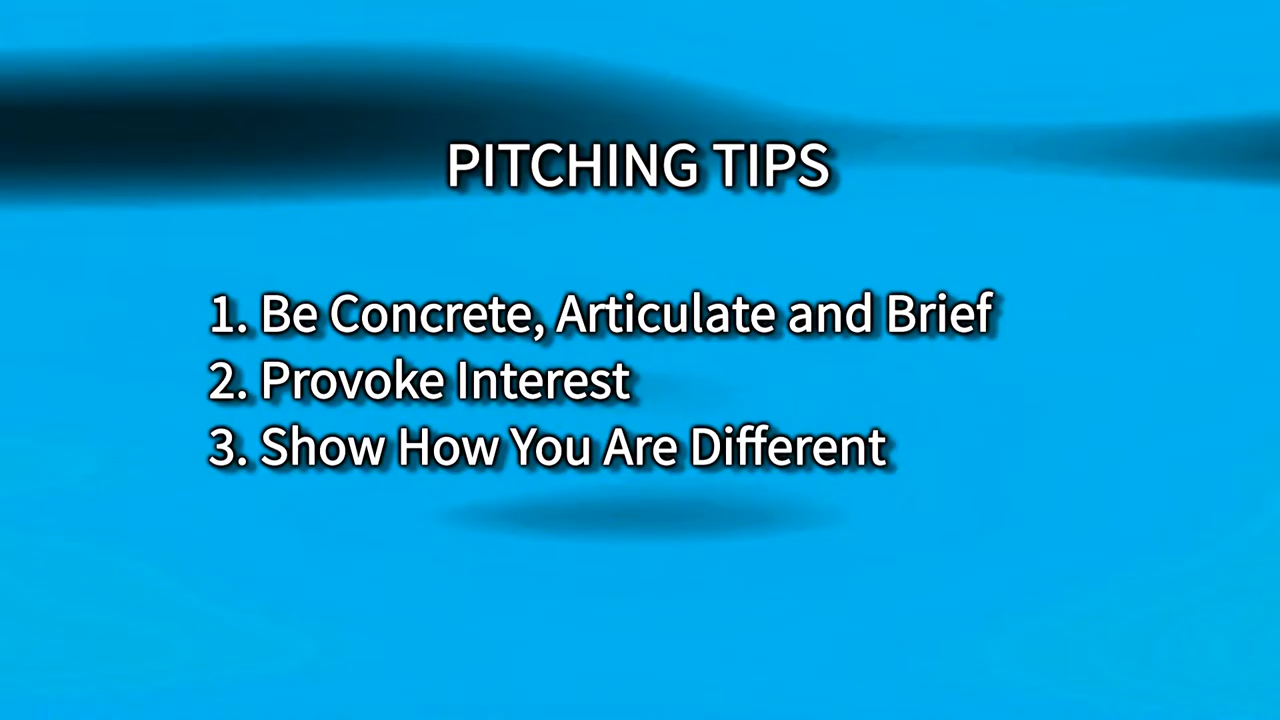 PITCHING TIPS
1. Be Concrete, Articulate and Brief
2. Provoke Interest
3. Show How You Are Different